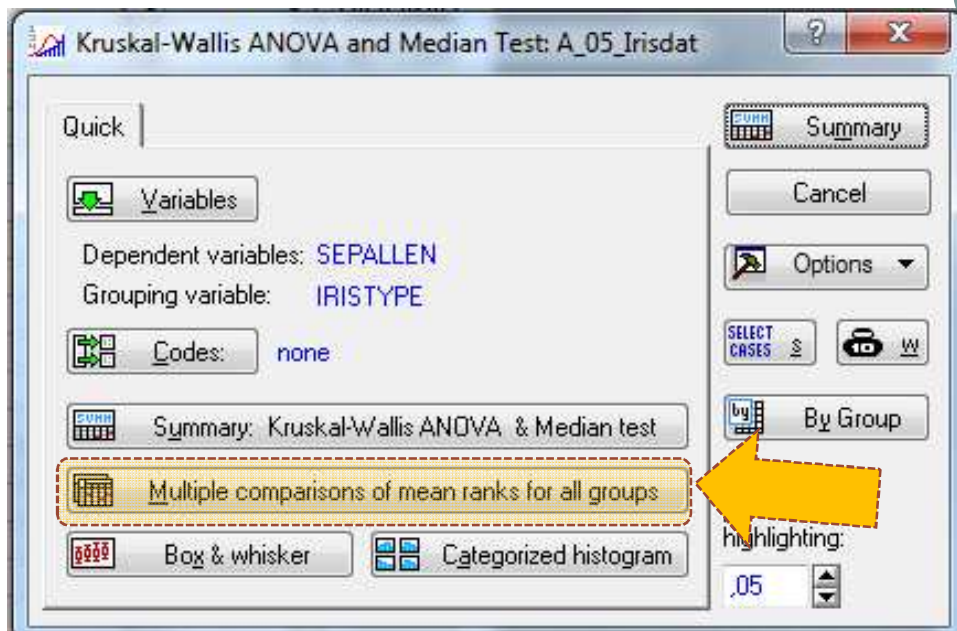 Kruskal-Wallis ANOVA and Median Test: A_05_Irisdat
Quick
Summary
Variables
Cancel
Dependent variables: SEPALLEN
Options
Grouping variable: IRISTYPE
SELECT CASES S
W
Codes: none
By Group
Summary: Kruskal-Wallis ANOVA & Median test
Multiple comparisons of mean ranks for all groups
highlighting:
Box & whisker
Categorized histogram
,05